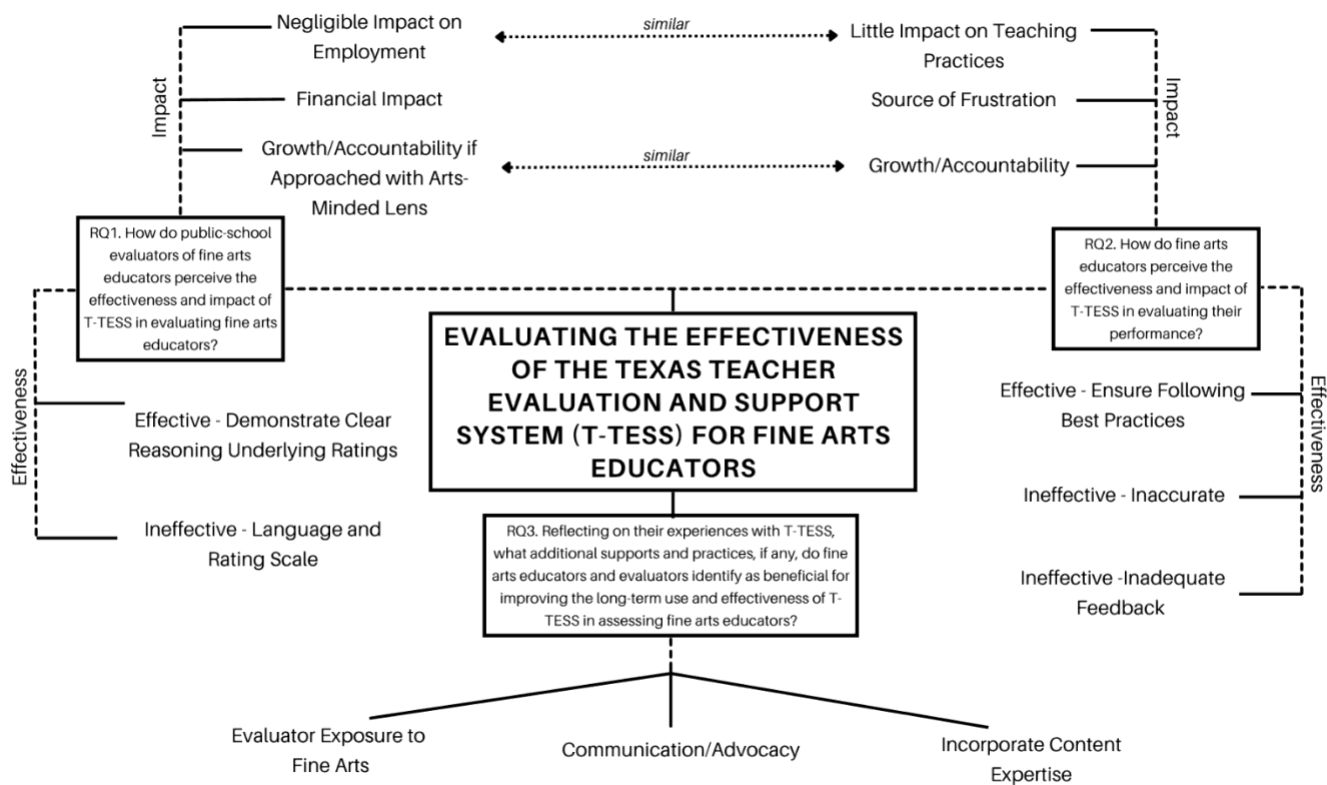 Negligible Impact on
Employment
similar
Little Impact on Teaching
Practices
Impact
Financial Impact
Source of Frustration
Impact
Growth/Accountability if
Approached with Arts-
Minded Lens
similar
Growth/Accountability
RQ1. How do public-school
evaluators of fine arts
educators perceive the
effectiveness and impact of
T-TESS in evaluating fine arts
educators?
RQ2. How do fine arts
educators perceive the
effectiveness and impact of
T-TESS in evaluating their
performance?
EVALUATING THE EFFECTIVENESS
OF THE TEXAS TEACHER
EVALUATION AND SUPPORT
SYSTEM (T-TESS) FOR FINE ARTS
EDUCATORS
Effectiveness
Effective - Demonstrate Clear
Reasoning Underlying Ratings
Ineffective - Language and
Rating Scale
Effectiveness
Effective - Ensure Following
Best Practices
Ineffective - Inaccurate
Ineffective -Inadequate
Feedback
RQ3. Reflecting on their experiences with T-TESS,
what additional supports and practices, if any, do fine
arts educators and evaluators identify as beneficial for
improving the long-term use and effectiveness of T-
TESS in assessing fine arts educators?
Evaluator Exposure to
Fine Arts
Communication/Advocacy
Incorporate Content
Expertise